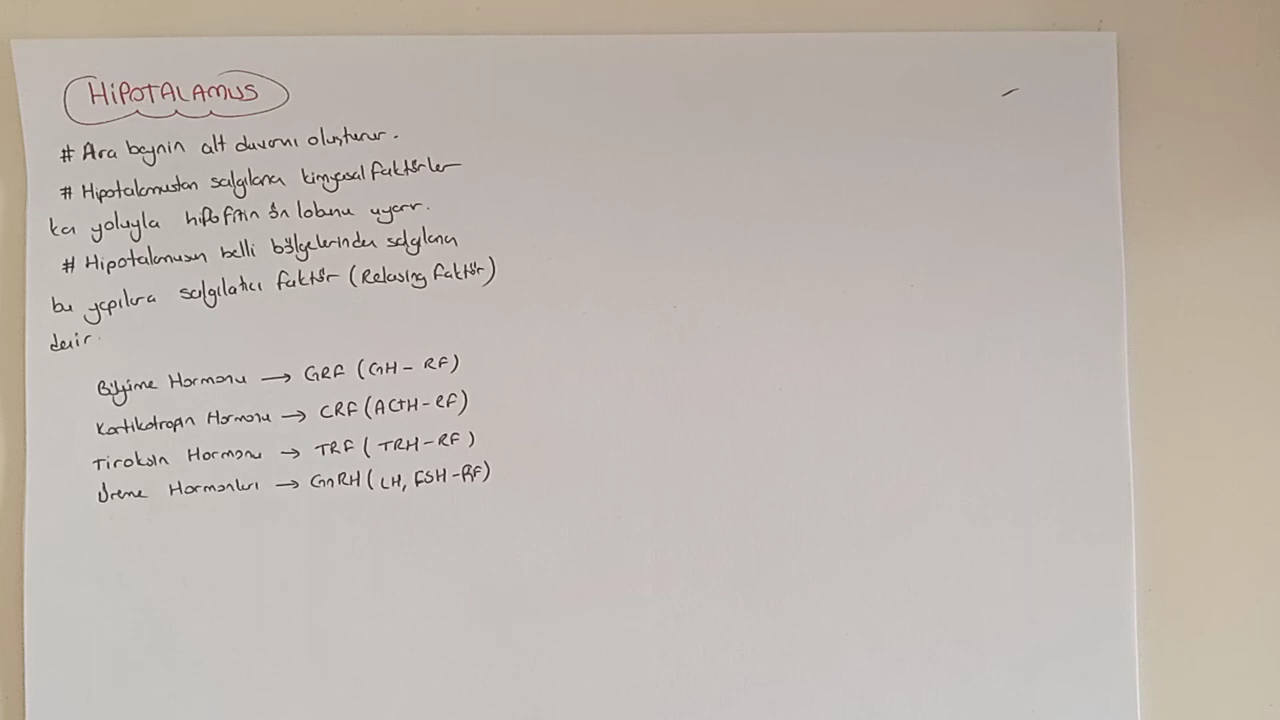 HİPOTALAMUS
# Ara beynin alt duvarını oluşturur.
# Hipotalamustan salgılanan kimyasal faktörler
kan yoluyla hipofizin ön lobunu uyarır.
# Hipotalamusun belli bölgelerinden salgılanan
bu yapılara salgılatıcı faktör (Relasing faktör)
denir.
Büyüme Hormonu → GRF (GH - RF)
Kortikotropin Hormonu → CRF (ACTH - RF)
Tiroksin Hormonu → TRF (TRH - RF)
Üreme Hormonları → GnRH (LH, FSH - RF)